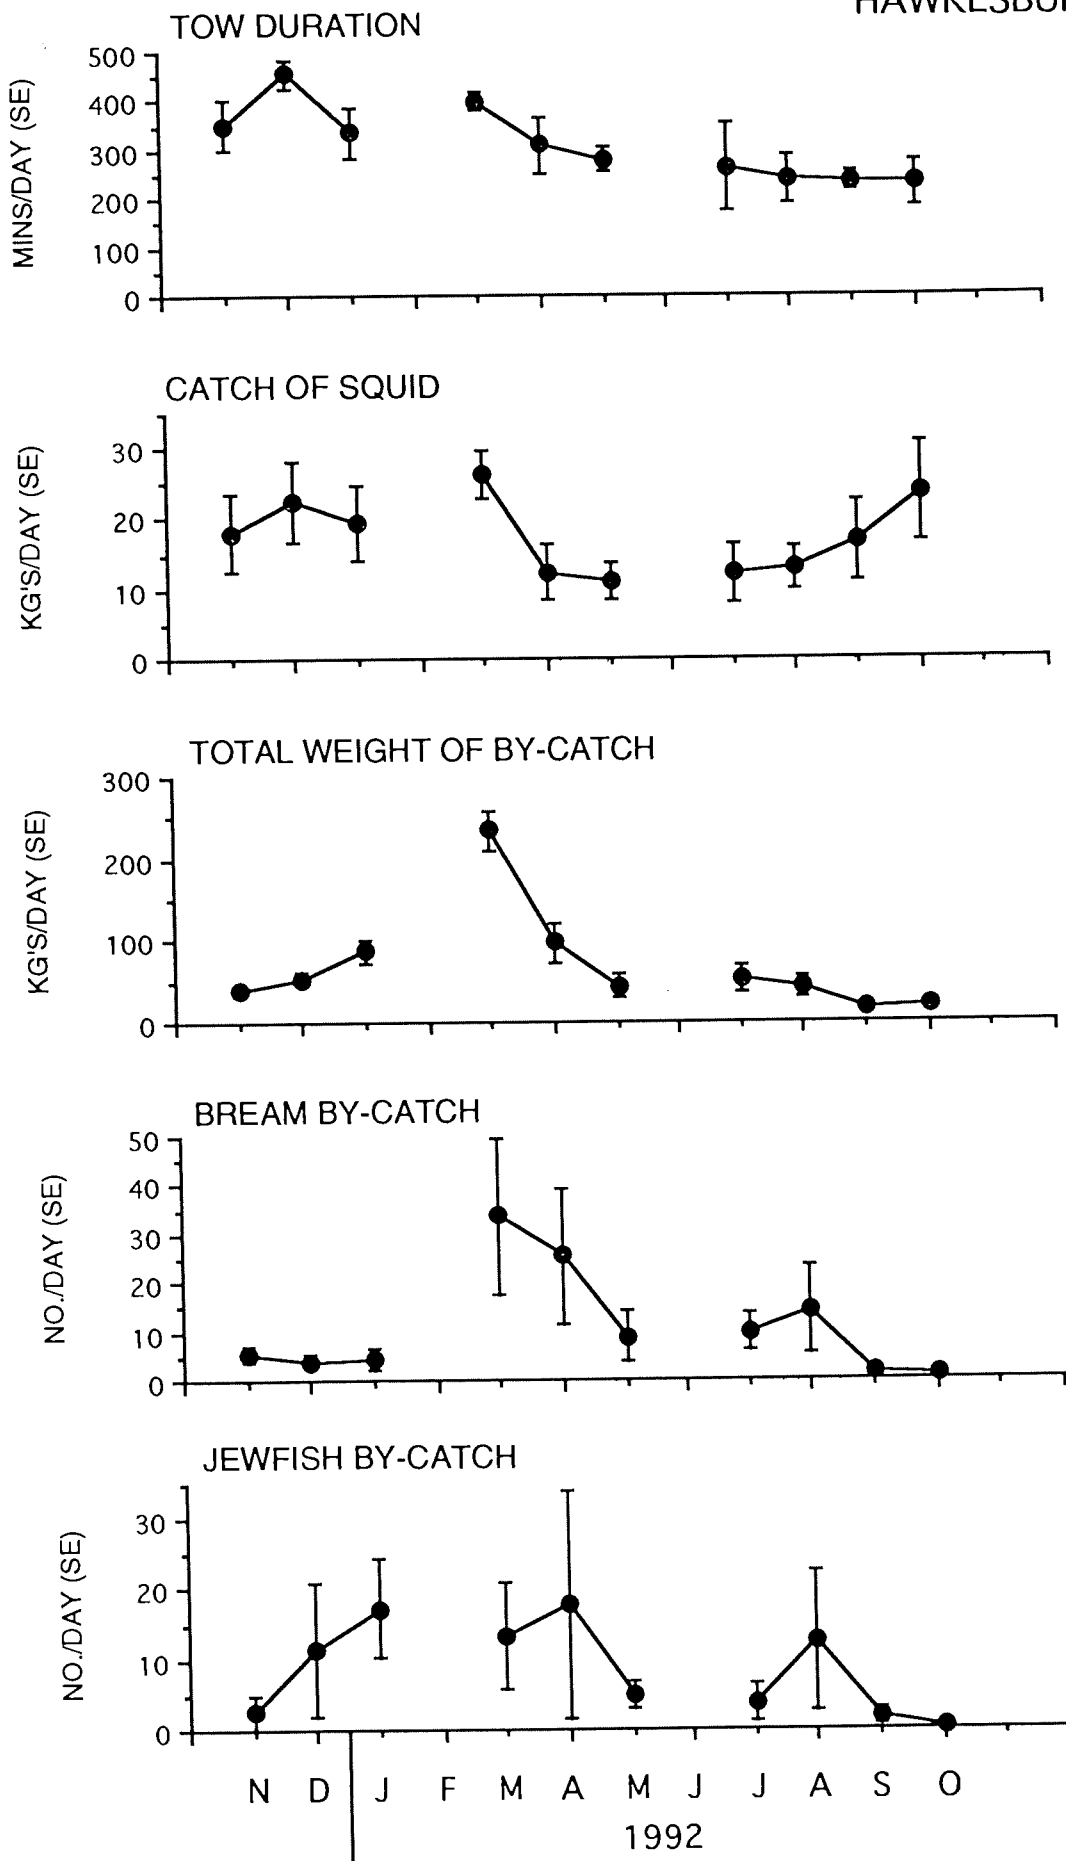 TOW DURATION
MINS/DAY (SE)
500
400
300
200
100
0
CATCH OF SQUID
KG'S/DAY (SE)
30
20
10
0
TOTAL WEIGHT OF BY-CATCH
KG'S/DAY (SE)
300
200
100
0
BREAM BY-CATCH
NO./DAY (SE)
50
40
30
20
10
0
JEWFISH BY-CATCH
NO./DAY (SE)
30
20
10
0
N D J F M A M J J A S O
1992